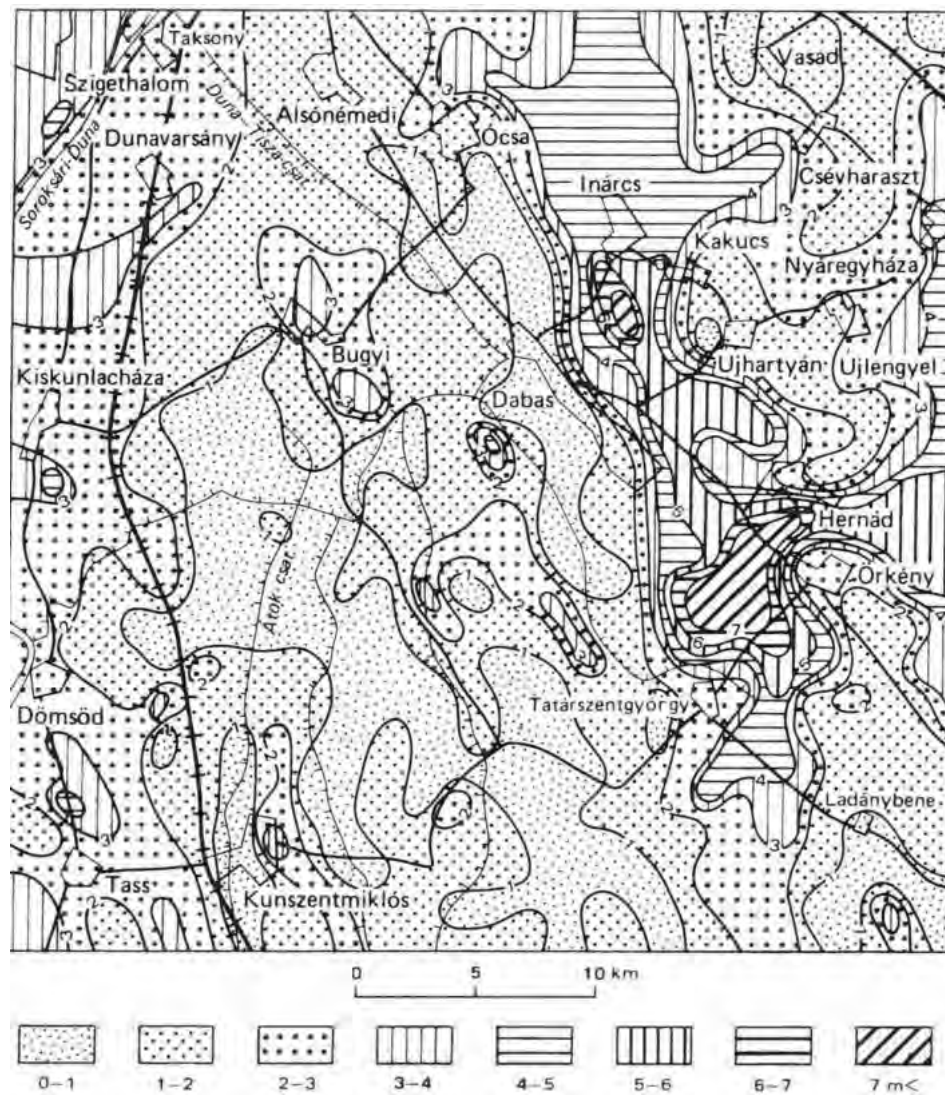 Taksony
Szigethalom
Vasad
Alsónémedi
Duna-Tisza-csat.
Dunavarsány
Ócsa
Soroksári-Duna
Inárcs
Csévharaszt
Kakucs
Nyáregyháza
Bugyi
Kiskunlacháza
Ujhartyán
Ujlengyel
Dabas
Hernád
Örkény
Átok csat.
Tatárszentgyörgy
Dömsöd
Ladánybene
Tass
Kunszentmiklós
0 5 10 km
0–1 1–2 2–3 3–4 4–5 5–6 6–7 7 m<